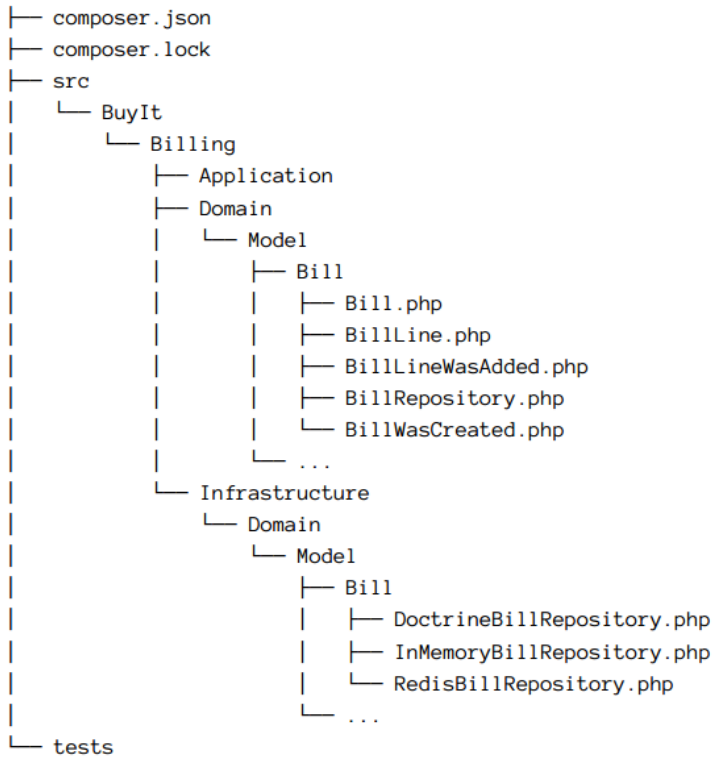 ├── composer.json
├── composer.lock
├── src
│   └── BuyIt
│       └── Billing
│           ├── Application
│           ├── Domain
│           │   └── Model
│           │       ├── Bill
│           │       │   ├── Bill.php
│           │       │   ├── BillLine.php
│           │       │   ├── BillLineWasAdded.php
│           │       │   ├── BillRepository.php
│           │       │   └── BillWasCreated.php
│           │       └── ...
│           └── Infrastructure
│               └── Domain
│                   └── Model
│                       ├── Bill
│                       │   ├── DoctrineBillRepository.php
│                       │   ├── InMemoryBillRepository.php
│                       │   └── RedisBillRepository.php
│                       └── ...
└── tests